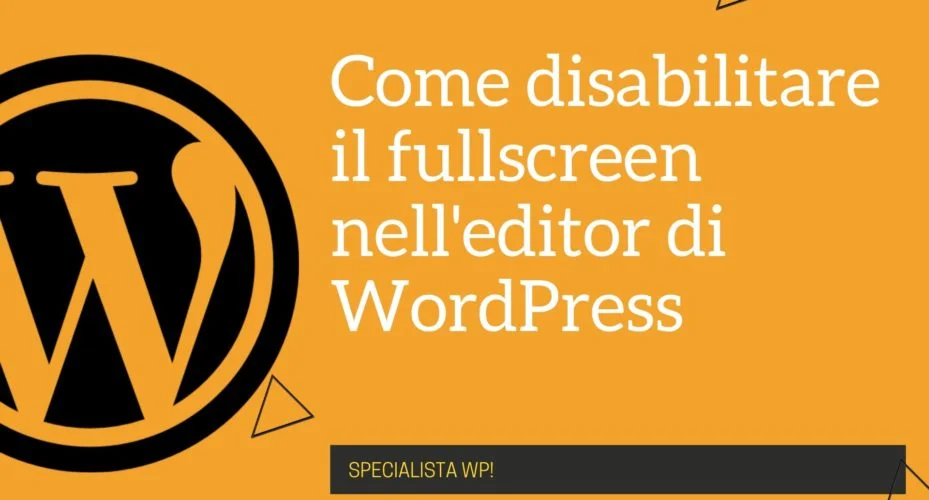 Come disabilitare
il fullscreen
nell'editor di
WordPress
SPECIALISTA WP!